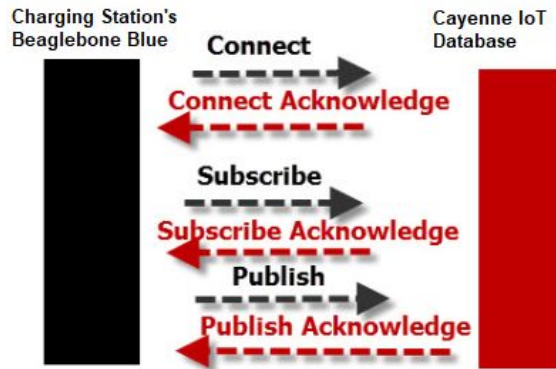 Charging Station's
Beaglebone Blue
Cayenne IoT
Database
Connect
Connect Acknowledge
Subscribe
Subscribe Acknowledge
Publish
Publish Acknowledge